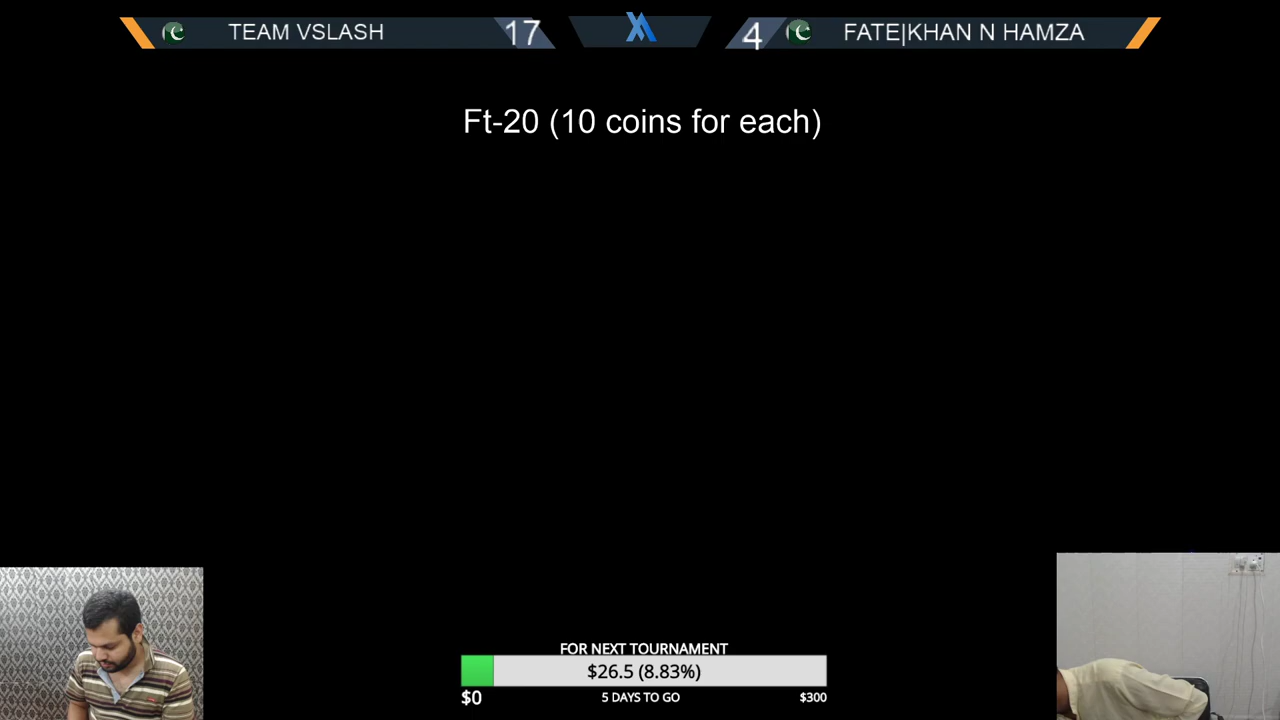 TEAM VSLASH 17 4 FATE|KHAN N HAMZA
Ft-20 (10 coins for each)
FOR NEXT TOURNAMENT
$26.5 (8.83%)
$0 5 DAYS TO GO $300